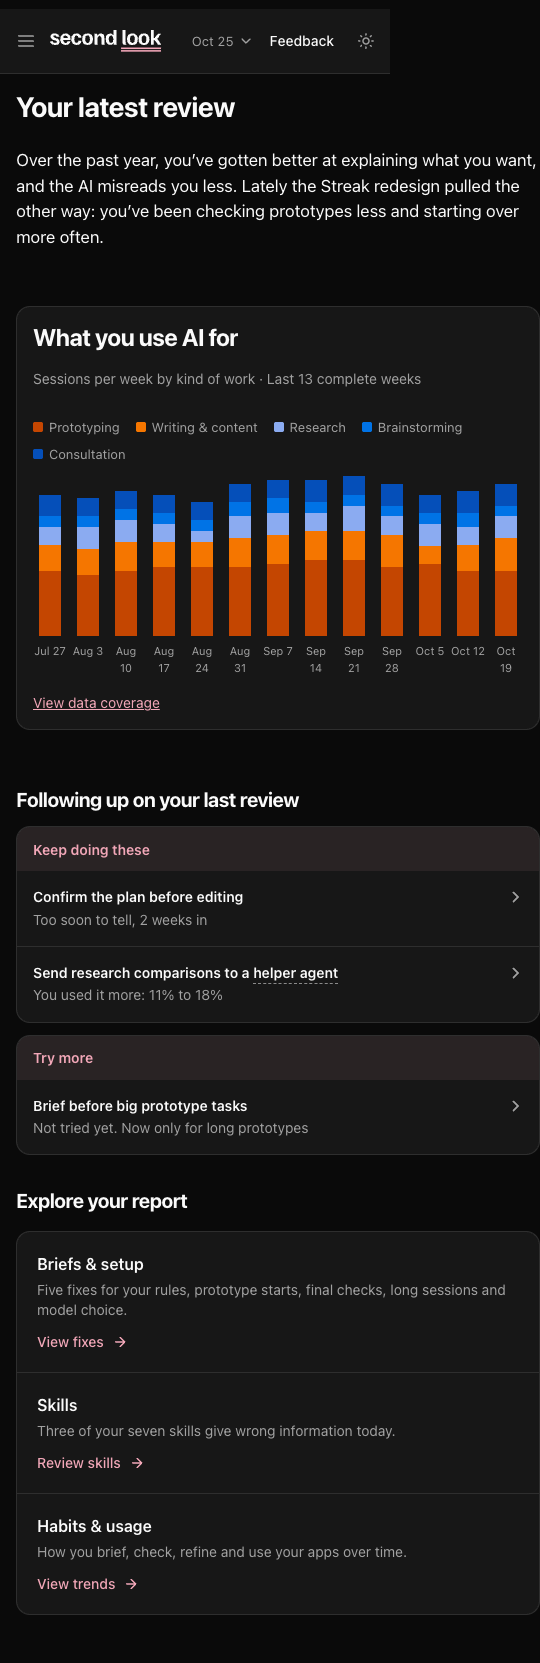 second look
Oct 25
Feedback
Your latest review
Over the past year, you’ve gotten better at explaining what you want,
and the AI misreads you less. Lately the Streak redesign pulled the
other way: you’ve been checking prototypes less and starting over
more often.
What you use AI for
Sessions per week by kind of work · Last 13 complete weeks
Prototyping
Writing & content
Research
Brainstorming
Consultation
Jul 27
Aug 3
Aug
10
Aug
17
Aug
24
Aug
31
Sep 7
Sep
14
Sep
21
Sep
28
Oct 5
Oct 12
Oct
19
View data coverage
Following up on your last review
Keep doing these
Confirm the plan before editing
Too soon to tell, 2 weeks in
Send research comparisons to a helper agent
You used it more: 11% to 18%
Try more
Brief before big prototype tasks
Not tried yet. Now only for long prototypes
Explore your report
Briefs & setup
Five fixes for your rules, prototype starts, final checks, long sessions and
model choice.
View fixes
Skills
Three of your seven skills give wrong information today.
Review skills
Habits & usage
How you brief, check, refine and use your apps over time.
View trends